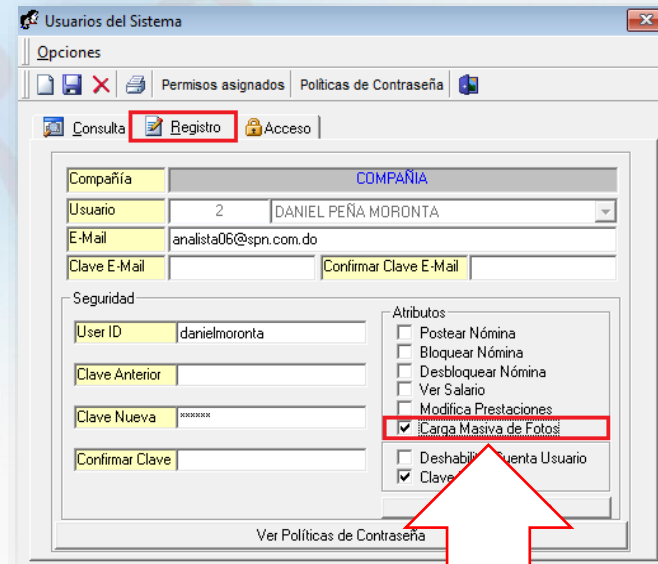 Usuarios del Sistema
Opciones
Permisos asignados Políticas de Contraseña
Consulta Registro Acceso
Compañía COMPAÑIA
Usuario 2 DANIEL PEÑA MORONTA
E-Mail analista06@spn.com.do
Clave E-Mail Confirmar Clave E-Mail
Seguridad
User ID danielmoronta
Clave Anterior
Clave Nueva ××××××
Confirmar Clave
Atributos
Postear Nómina
Bloquear Nómina
Desbloquear Nómina
Ver Salario
Modifica Prestaciones
Carga Masiva de Fotos
Cuenta Usuario
Clave
Ver Políticas de Contraseña